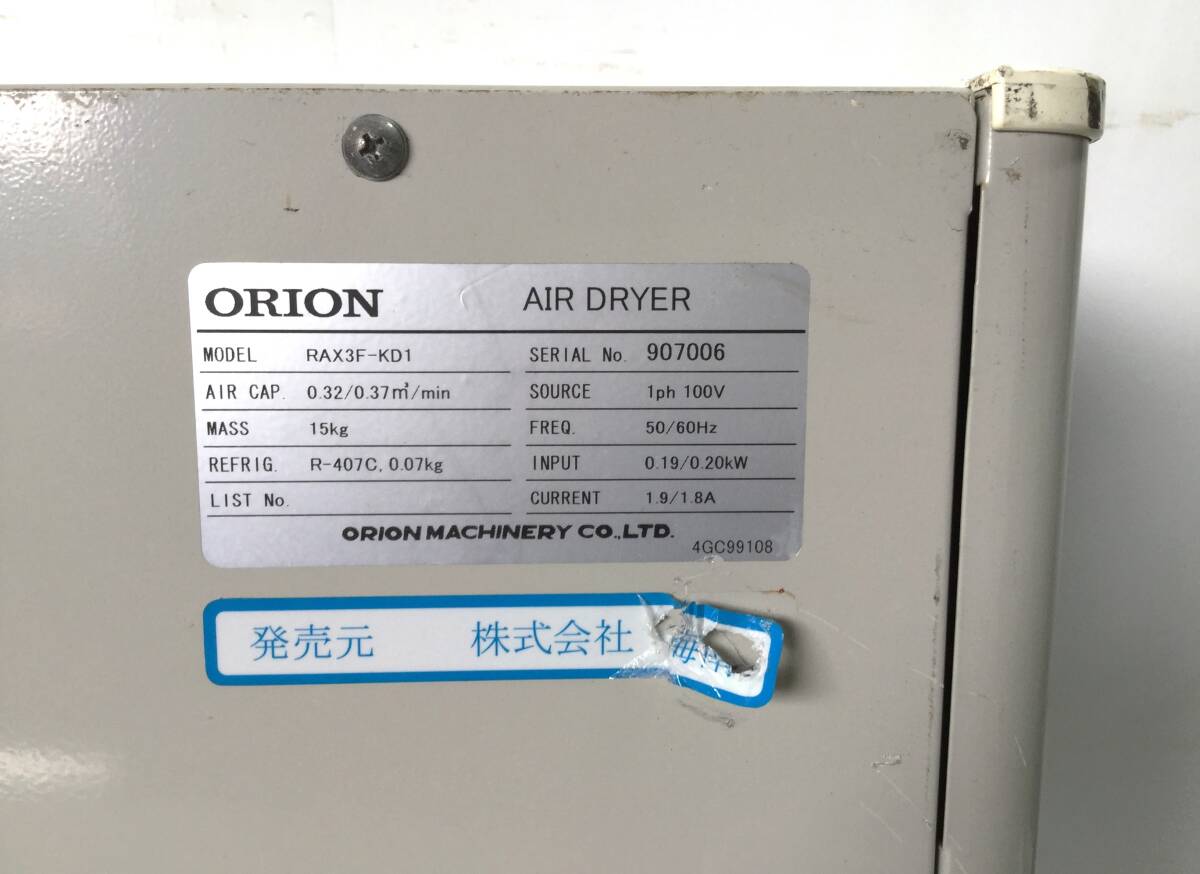 ORION AIR DRYER
MODEL RAX3F-KD1 SERIAL No. 907006
AIR CAP. 0.32/0.37㎥/min SOURCE 1ph 100V
MASS 15kg FREQ. 50/60Hz
REFRIG. R-407C, 0.07kg INPUT 0.19/0.20kW
LIST No. CURRENT 1.9/1.8A
ORION MACHINERY CO.,LTD.
4GC99108
発売元 株式会社